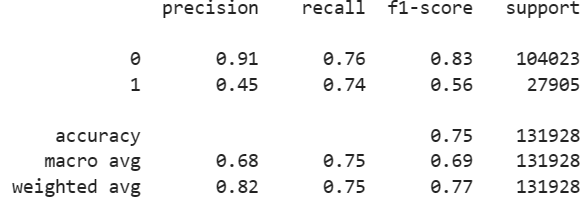 precision recall f1-score support
0 0.91 0.76 0.83 104023
1 0.45 0.74 0.56 27905
accuracy 0.75 131928
macro avg 0.68 0.75 0.69 131928
weighted avg 0.82 0.75 0.77 131928